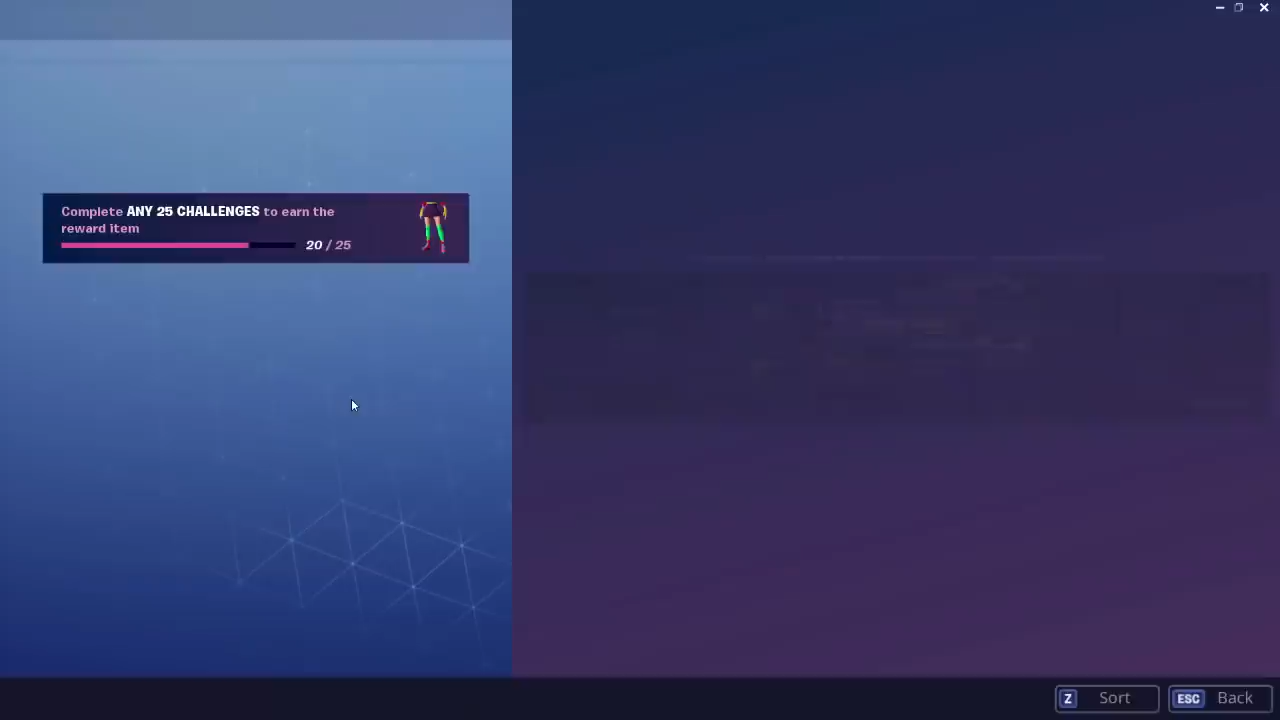 Complete ANY 25 CHALLENGES to earn the
reward item
20 / 25
Z Sort
ESC Back